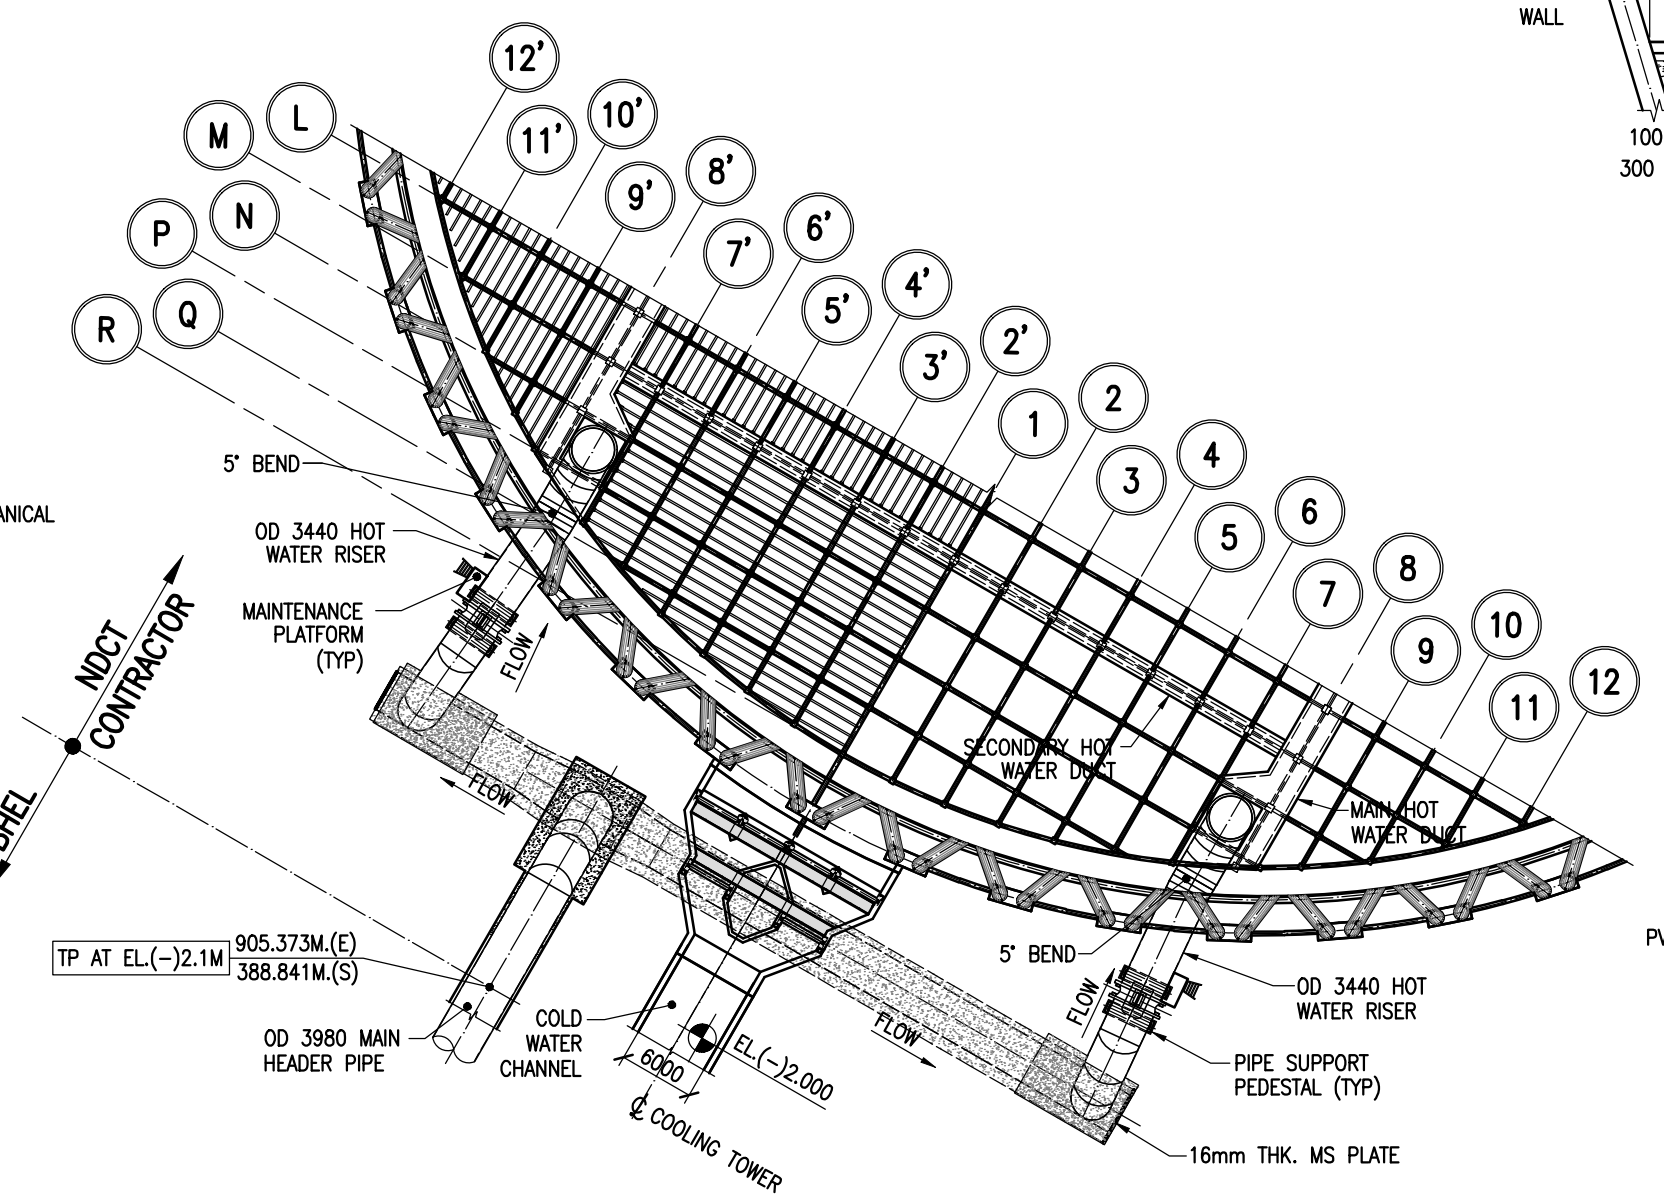 WALL
100
300
12'
L
10'
M
11'
8'
9'
N
6'
P
7'
4'
Q
5'
R
2'
3'
2
1
4
3
6
5
8
7
10
9
12
11
5° BEND
OD 3440 HOT
WATER RISER
MAINTENANCE
PLATFORM
(TYP)
FLOW
NDCT
CONTRACTOR
FLOW
SECONDARY HOT
WATER DUCT
MAIN HOT
WATER DUCT
TP AT EL.(-)2.1M
905.373M.(E)
388.841M.(S)
OD 3980 MAIN
HEADER PIPE
COLD
WATER
CHANNEL
6000
EL.(-)2.000
℄ COOLING TOWER
FLOW
5° BEND
FLOW
OD 3440 HOT
WATER RISER
PIPE SUPPORT
PEDESTAL (TYP)
16mm THK. MS PLATE